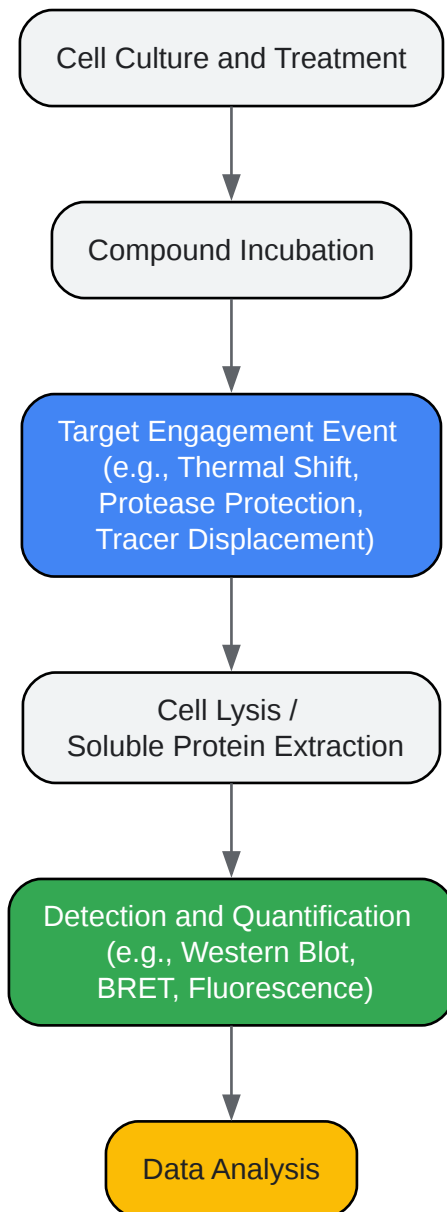 Cell Culture and Treatment
Compound Incubation
Target Engagement Event
(e.g., Thermal Shift,
Protease Protection,
Tracer Displacement)
Cell Lysis /
Soluble Protein Extraction
Detection and Quantification
(e.g., Western Blot,
BRET, Fluorescence)
Data Analysis